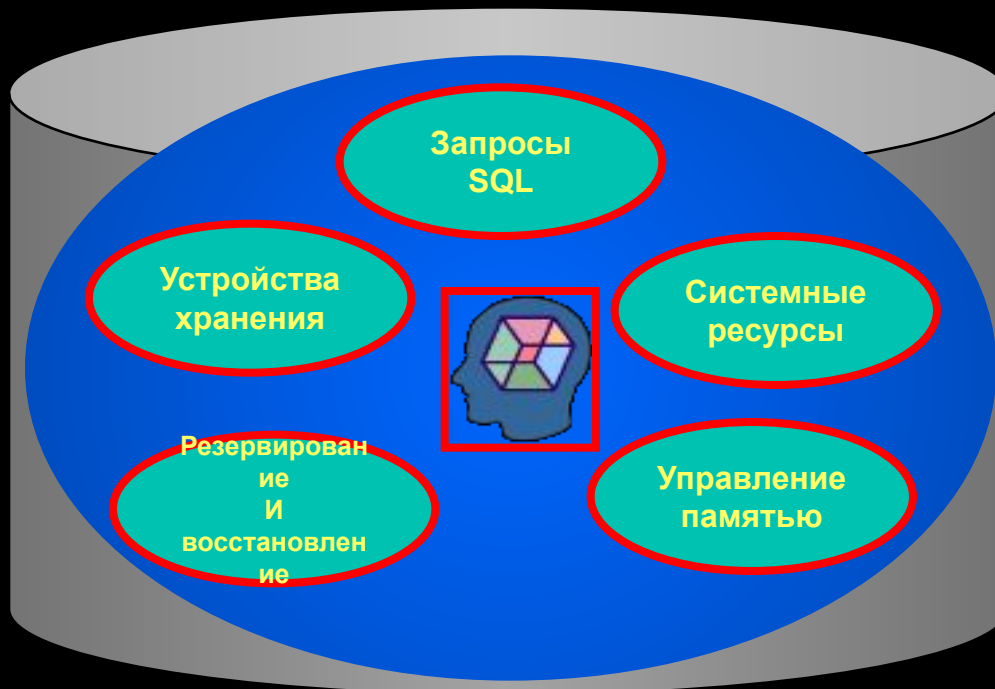 Запросы
SQL
Устройства
хранения
Системные
ресурсы
Резервирован
ие
И
восстановлен
ие
Управление
памятью